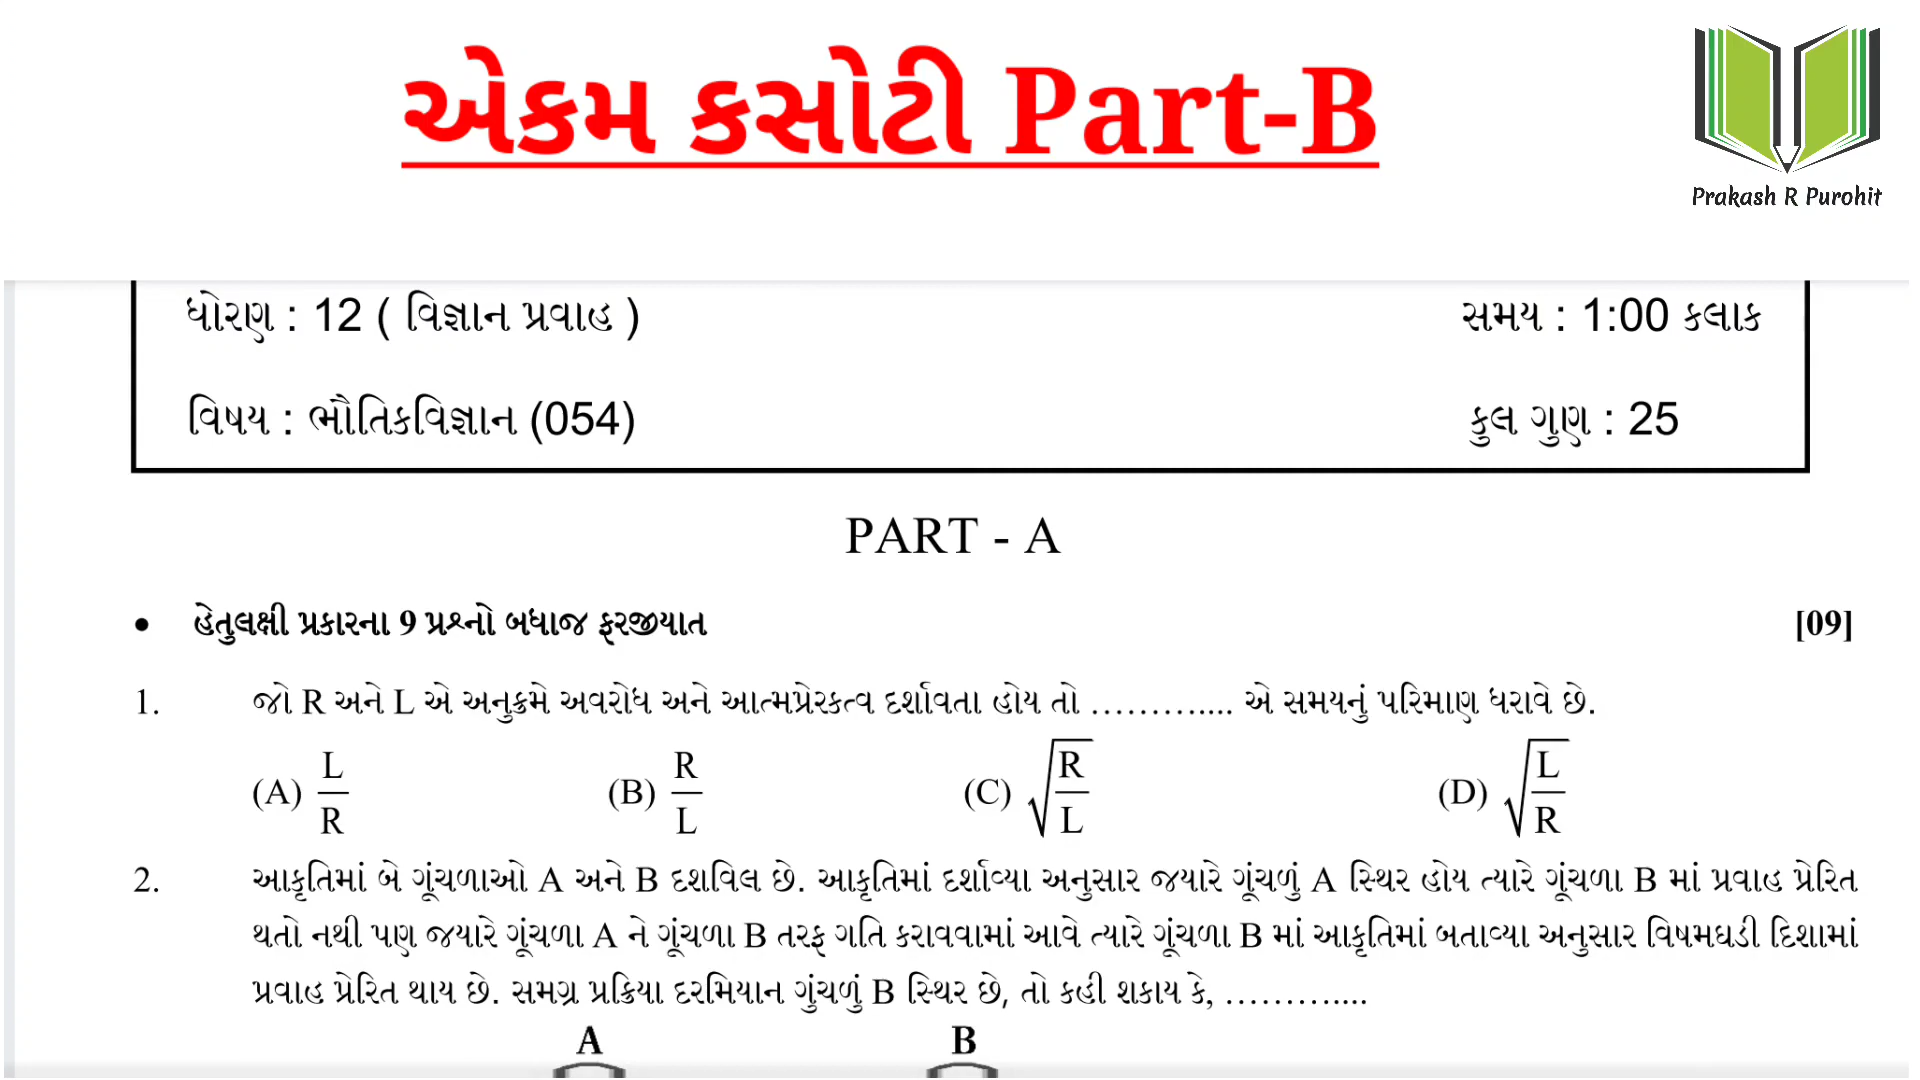 એકમ કસોટી Part-B
Prakash R Purohit
ધોરણ : 12 ( વિજ્ઞાન પ્રવાહ )
સમય : 1:00 કલાક
વિષય : ભૌતિકવિજ્ઞાન (054)
કુલ ગુણ : 25
PART - A
• હેતુલક્ષી પ્રકારના 9 પ્રશ્નો બધાજ ફરજીયાત [09]
1. જો R અને L એ અનુક્રમે અવરોધ અને આત્મપ્રેરકત્વ દર્શાવતા હોય તો ............. એ સમયનું પરિમાણ ધરાવે છે.
(A) L/R (B) R/L (C) √(R/L) (D) √(L/R)
2. આકૃતિમાં બે ગૂંચળાઓ A અને B દશવિલ છે. આકૃતિમાં દર્શાવ્યા અનુસાર જયારે ગૂંચળું A સ્થિર હોય ત્યારે ગૂંચળા B માં પ્રવાહ પ્રેરિત
થતો નથી પણ જયારે ગૂંચળા A ને ગૂંચળા B તરફ ગતિ કરાવવામાં આવે ત્યારે ગૂંચળા B માં આકૃતિમાં બતાવ્યા અનુસાર વિષમઘડી દિશામાં
પ્રવાહ પ્રેરિત થાય છે. સમગ્ર પ્રક્રિયા દરમિયાન ગુંચળું B સ્થિર છે, તો કહી શકાય કે, .............
A B